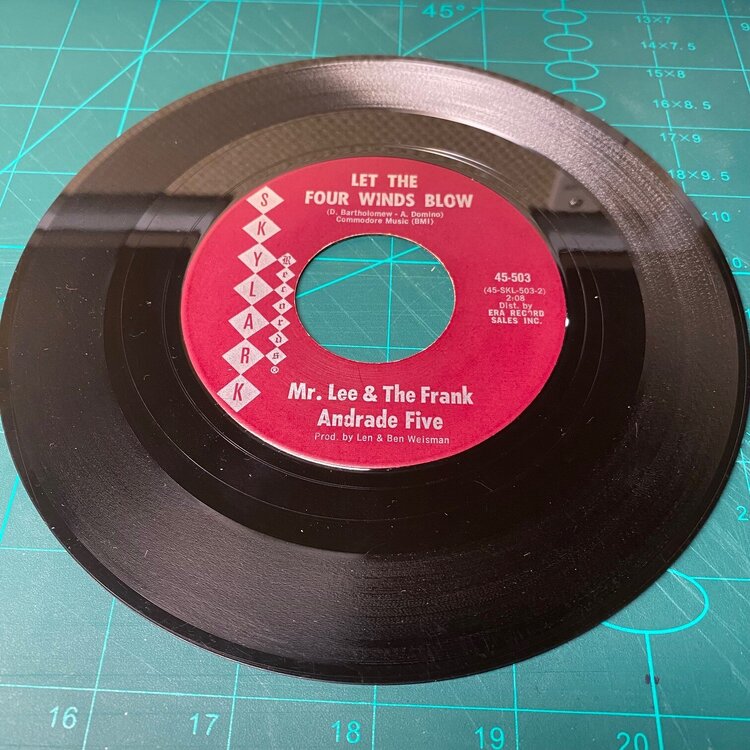 45°
13×7
14×7.5
15×8
16×8.5
17×9
18×9.5
×10
LET THE
FOUR WINDS BLOW
(D. Bartholomew - A. Domino)
Commodore Music (BMI)
SKYLARK
Records
®
45-503
(45-SKL-503-2)
2:08
Dist. by
ERA RECORD
SALES INC.
Mr. Lee & The Frank
Andrade Five
Prod. by Len & Ben Weisman
16
17
18
19
20